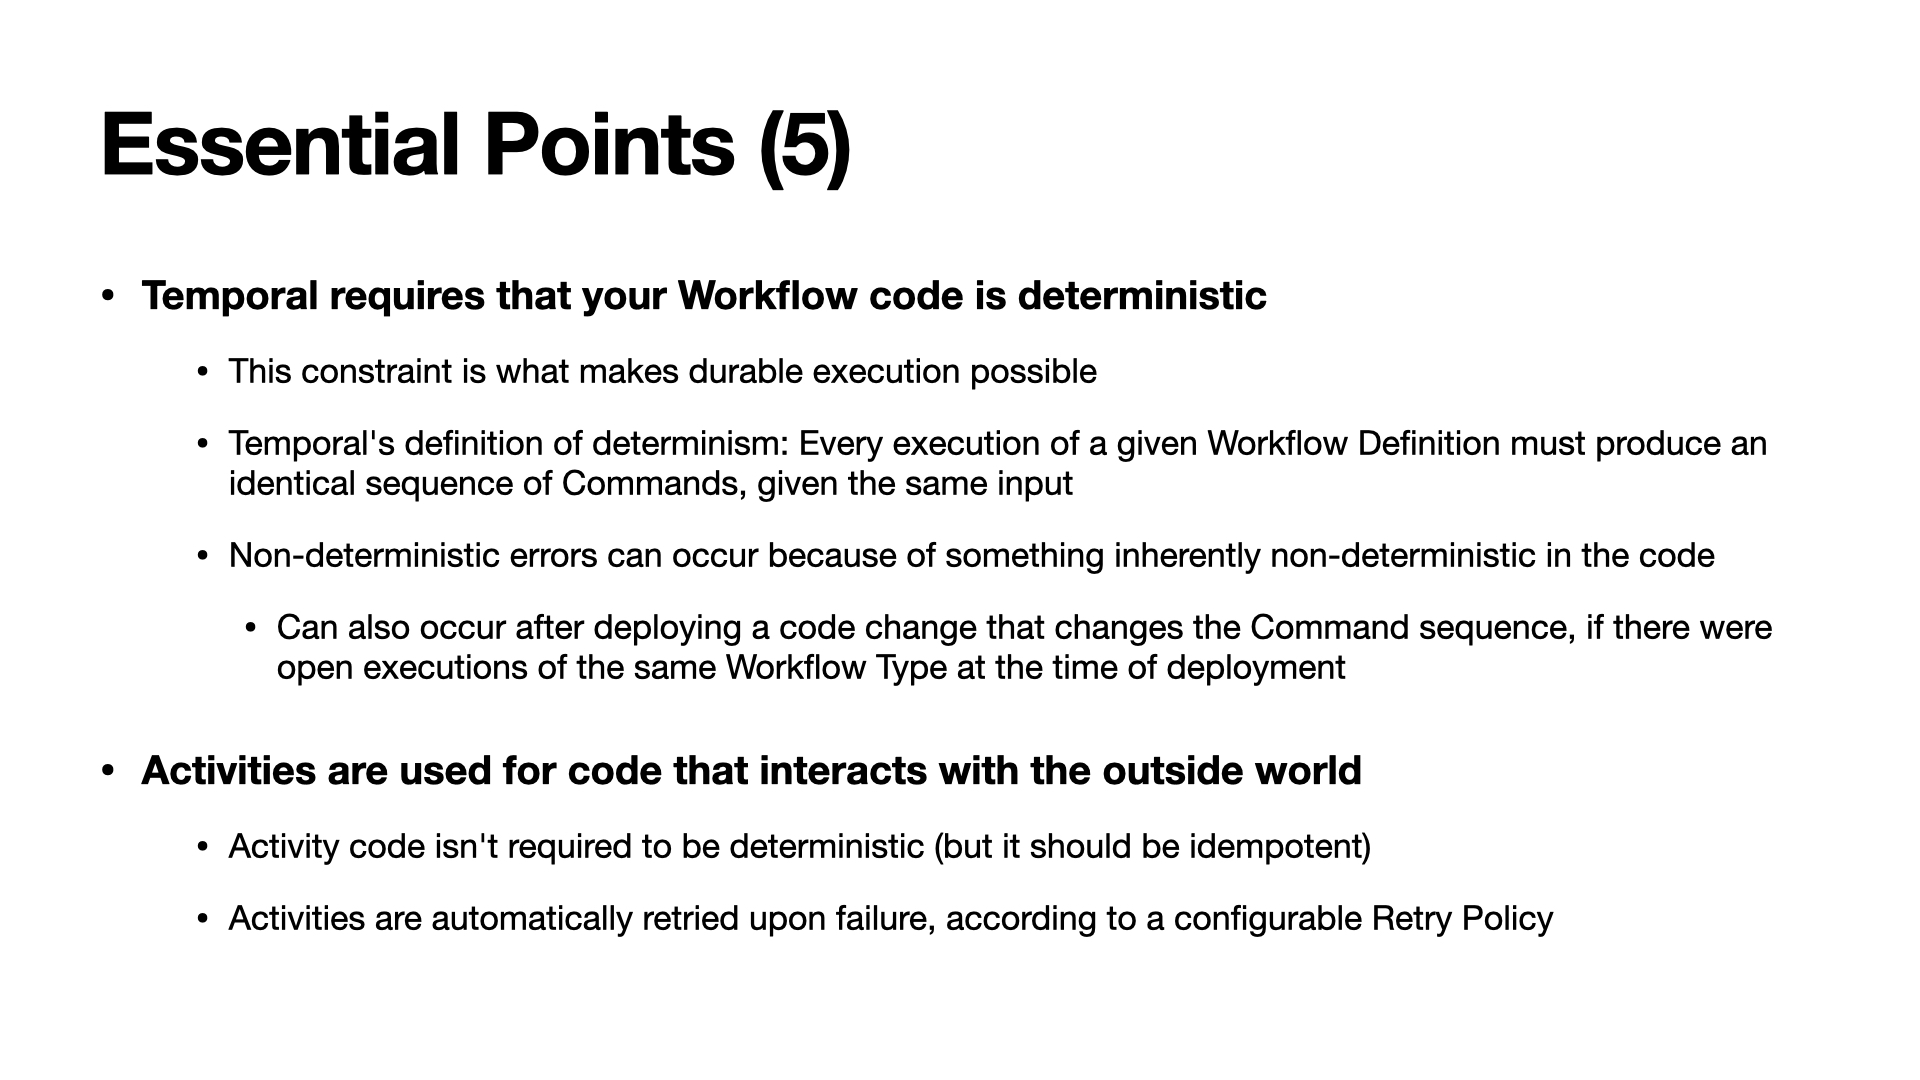 Essential Points (5)
• Temporal requires that your Workflow code is deterministic
• This constraint is what makes durable execution possible
• Temporal's definition of determinism: Every execution of a given Workflow Definition must produce an
identical sequence of Commands, given the same input
• Non-deterministic errors can occur because of something inherently non-deterministic in the code
• Can also occur after deploying a code change that changes the Command sequence, if there were
open executions of the same Workflow Type at the time of deployment
• Activities are used for code that interacts with the outside world
• Activity code isn't required to be deterministic (but it should be idempotent)
• Activities are automatically retried upon failure, according to a configurable Retry Policy